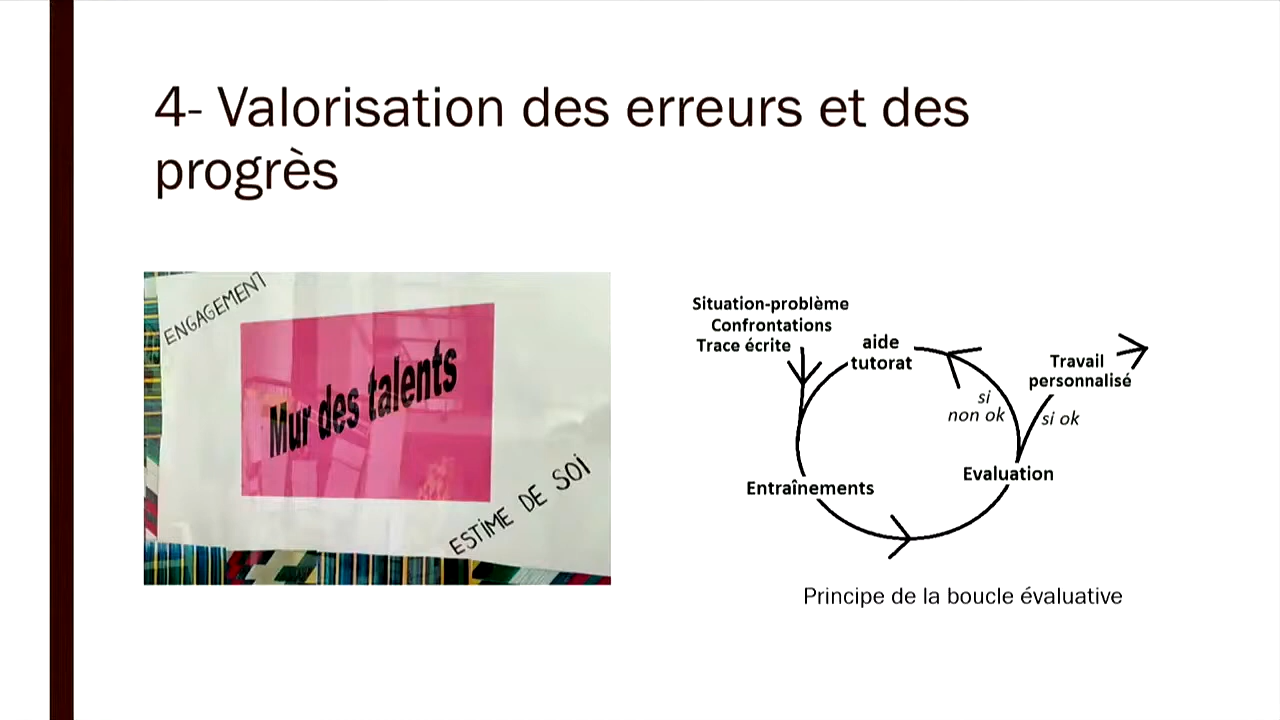 4- Valorisation des erreurs et des
progrès
ENGAGEMENT
Mur des talents
ESTIME DE SOI
Situation-problème
Confrontations
Trace écrite
aide
tutorat
Travail
personnalisé
si
non ok
si ok
Evaluation
Entraînements
Principe de la boucle évaluative